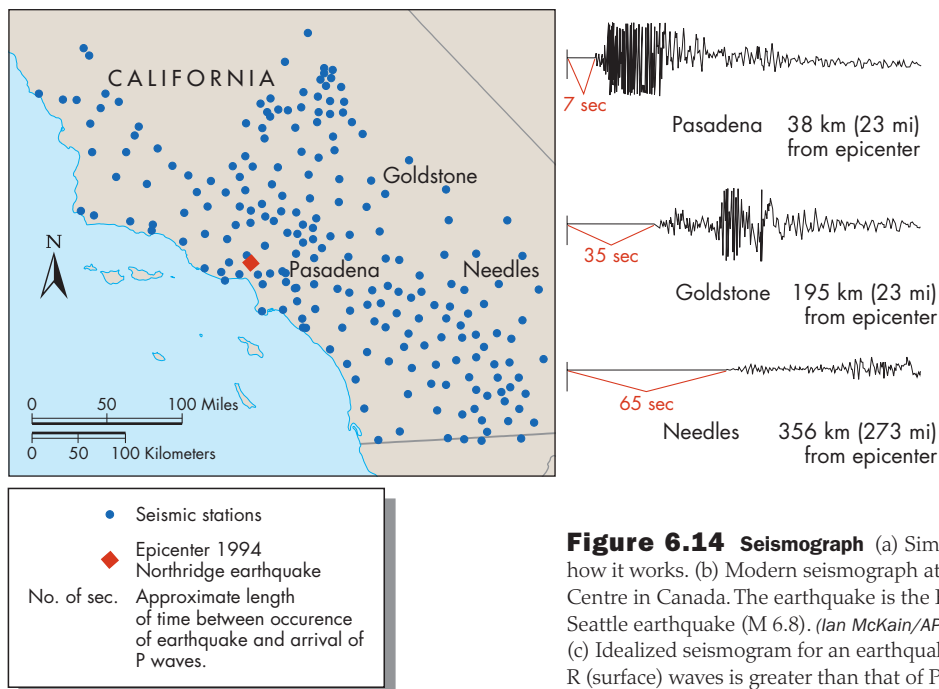 CALIFORNIA
Goldstone
Pasadena
Needles
N
0 50 100 Miles
0 50 100 Kilometers
7 sec
Pasadena 38 km (23 mi)
from epicenter
35 sec
Goldstone 195 km (23 mi)
from epicenter
65 sec
Needles 356 km (273 mi)
from epicenter
Seismic stations
Epicenter 1994
Northridge earthquake
No. of sec. Approximate length
of time between occurence
of earthquake and arrival of
P waves.
Figure 6.14 Seismograph (a) Sim
how it works. (b) Modern seismograph at
Centre in Canada. The earthquake is the
Seattle earthquake (M 6.8). (Ian McKain/AP
(c) Idealized seismogram for an earthqual
R (surface) waves is greater than that of P